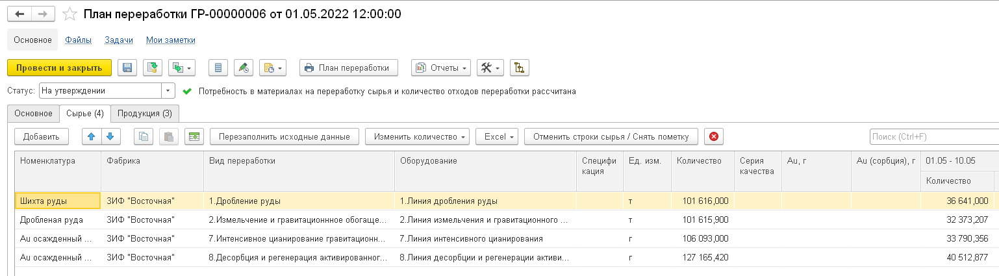 План переработки ГР-00000006 от 01.05.2022 12:00:00
Основное Файлы Задачи Мои заметки
Провести и закрыть План переработки Отчеты
Статус: На утверждении Потребность в материалах на переработку сырья и количество отходов переработки рассчитана
Основное Сырье (4) Продукция (3)
Добавить Перезаполнить исходные данные Изменить количество Excel Отменить строки сырья / Снять пометку Поиск (Ctrl+F)
Номенклатура Фабрика Вид переработки Оборудование Специфи Ед. изм. Количество Серия Au, г Au (сорбция), г 01.05 - 10.05
кация качества
Количество
Шихта руды ЗИФ "Восточная" 1.Дробление руды 1.Линия дробления руды т 101 616,000 36 641,000
Дробленая руда ЗИФ "Восточная" 2.Измельчение и гравитационнное обогаще... 2.Линия измельчения и гравитационного ... т 101 615,900 32 373,207
Au осажденный ... ЗИФ "Восточная" 7.Интенсивное цианирование гравитационн... 7.Линия интенсивного цианирования г 106 093,000 33 790,356
Au осажденный ... ЗИФ "Восточная" 8.Десорбция и регенерация активированног... 8.Линия десорбции и регенерации активи... г 127 165,420 40 512,877